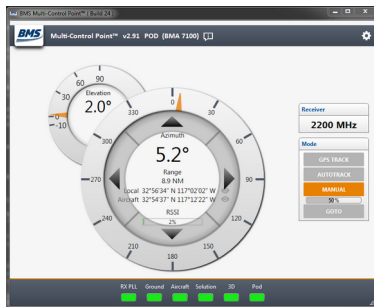 BMS Multi-Control Point™ ( Build 24 )
BMS Multi-Control Point™ v2.91 POD (BMA 7100)
90
60
30
0
-10
Elevation
2.0°
0
30
60
90
120
150
180
210
240
-270
300
330
Azimuth
5.2°
Range
8.9 NM
Local 32°56'34" N 117°02'02" W
Aircraft 32°54'37" N 117°12'22" W
RSSI
2%
Receiver
2200 MHz
Mode
GPS TRACK
AUTOTRACK
MANUAL
50 %
GOTO
RX PLL Ground Aircraft Solution 3D Pod